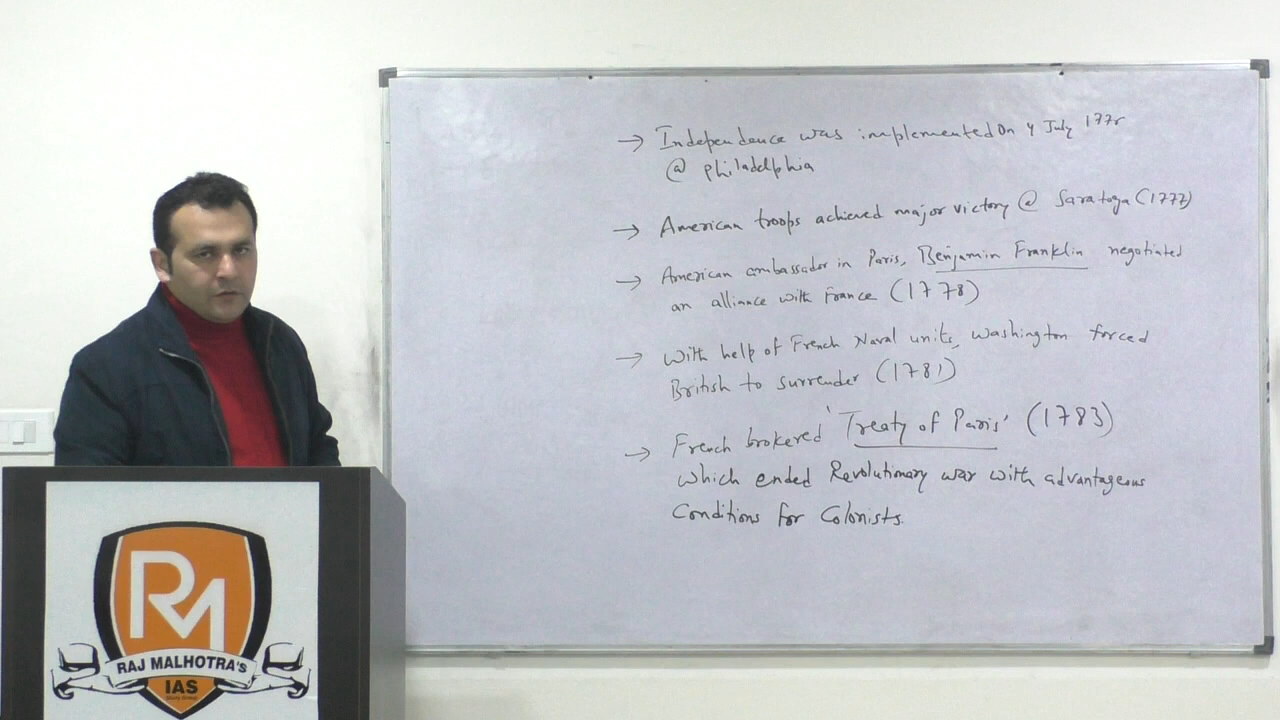 → Independence was implemented on 4 July 177
@ philadelphia
→ American troops achieved major victory @ Saratoga (1777)
→ American ambassador in Paris, Benjamin Franklin negotiated
an alliance with France (1778)
→ With help of French Naval units, Washington forced
British to surrender (1781)
→ French brokered 'Treaty of Paris' (1783)
which ended Revolutionary war with advantageous
Conditions for Colonists.
RM
RAJ MALHOTRA'S
IAS
Study Group